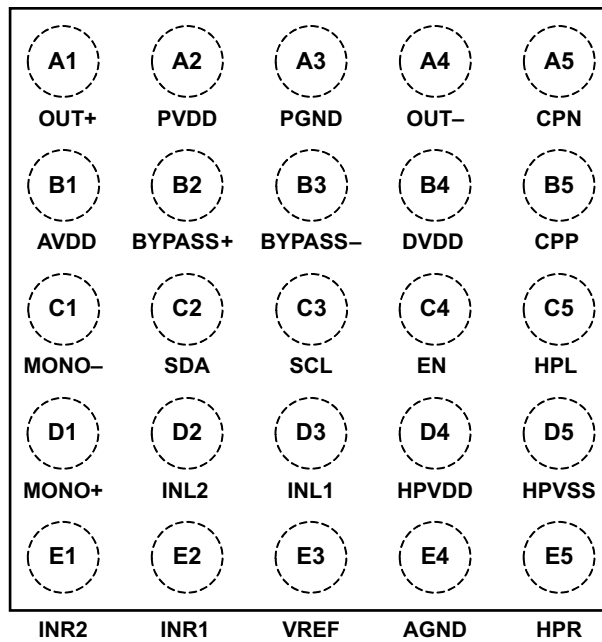 A1 A2 A3 A4 A5
OUT+ PVDD PGND OUT– CPN
B1 B2 B3 B4 B5
AVDD BYPASS+ BYPASS– DVDD CPP
C1 C2 C3 C4 C5
MONO– SDA SCL EN HPL
D1 D2 D3 D4 D5
MONO+ INL2 INL1 HPVDD HPVSS
E1 E2 E3 E4 E5
INR2 INR1 VREF AGND HPR